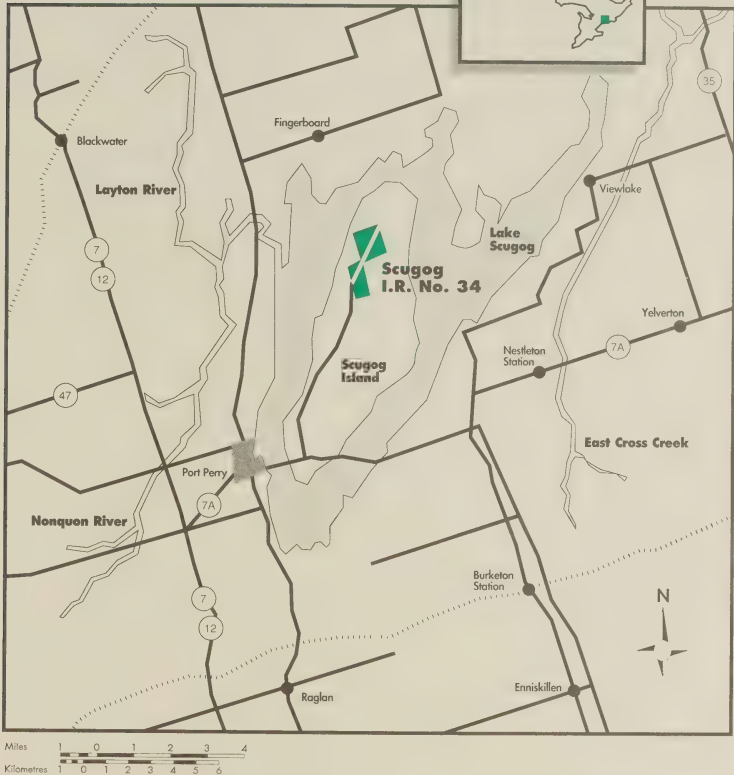 35
Fingerboard
Blackwater
Layton River
Viewlake
7
12
Lake
Scugog
Scugog
I.R. No. 34
Yelverton
7A
Nestleton
Station
Scugog
Island
47
East Cross Creek
Port Perry
7A
Nonquon River
Burketon
Station
N
7
12
Raglan
Enniskillen
Miles 1 0 1 2 3 4
Kilometres 1 0 1 2 3 4 5 6